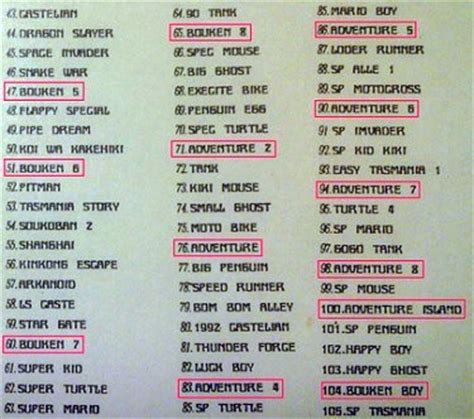 43. CASTELIAN
44. DRAGON SLAYER
45. SPACE INVADER
46. SNAKE WAR
47. BOUKEN 5
48. FLAPPY SPECIAL
49. PIPE DREAM
50. KOI WA KAKEHIKI
51. BOUKEN 6
52. PITMAN
53. TASMANIA STORY
54. SOUKOBAN 2
55. SHANGHAI
56. KINKONG ESCAPE
57. ARKANOID
58. LS CASTE
59. STAR GATE
60. BOUKEN 7
61. SUPER KID
62. SUPER TURTLE
63. SUPER MARIO
64. 90 TANK
65. BOUKEN 8
66. SPEG MOUSE
67. BIG GHOST
68. EXECITE BIKE
69. PENGUIN EGG
70. SPEG TURTLE
71. ADVENTURE 2
72. TANK
73. KIKI MOUSE
74. SMALL GHOST
75. MOTO BIKE
76. ADVENTURE
77. BIG PENGUIN
78. SPEED RUNNER
79. BOM BOM ALLEY
80. 1992 CASTELIAN
81. THUNDER FORCE
82. LUCK BOY
83. ADVENTURE 4
85. SP TURTLE
85. MARIO BOY
86. ADVENTURE 5
87. LODER RUNNER
88. SP ALLE 1
89. SP MOTOGROSS
90. ADVENTURE 6
91. SP IMVADER
92. SP KID KIKI
93. EASY TASMANIA 1
94. ADVENTURE 7
95. TURTLE 4
96. SP MARIO
97. GOGO TANK
98. ADVENTURE 8
99. SP MOUSE
100. ADVENTURE ISLAND
101. SP PENGUIN
102. HAPPY BOY
103. HAPPY GHOST
104. BOUKEN BOY
105. SP TASMANIA